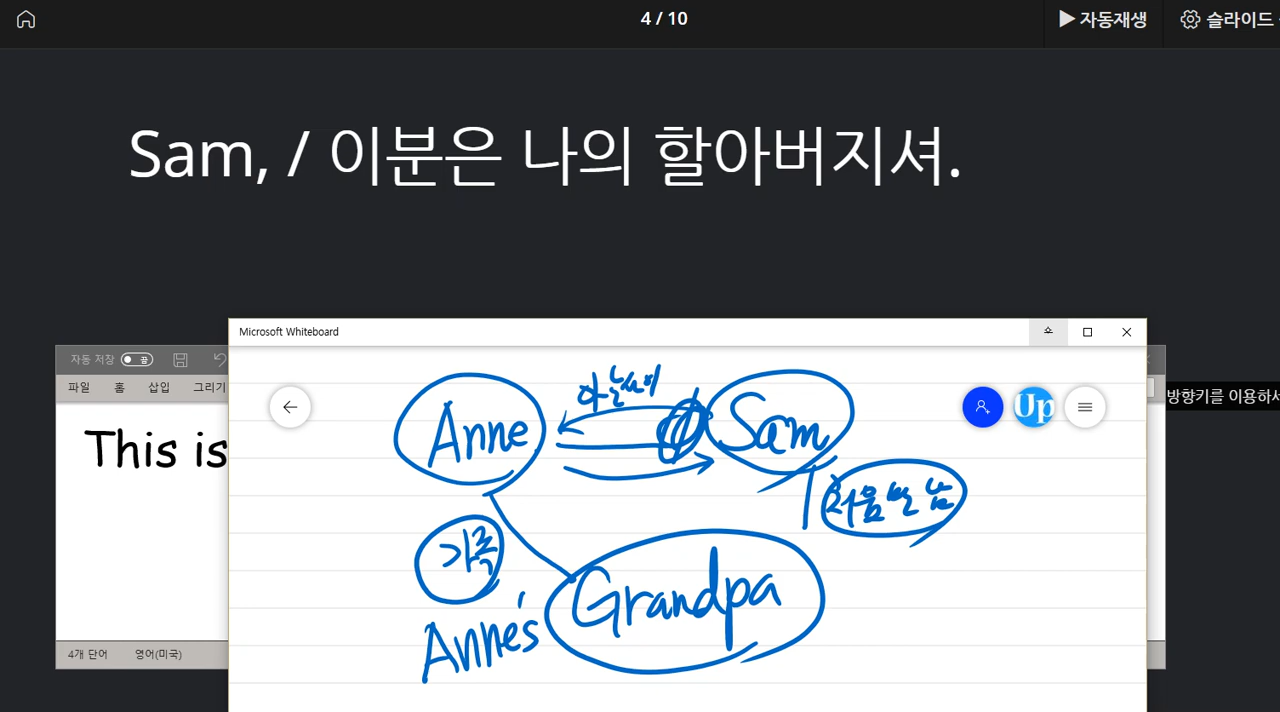 4 / 10
▶ 자동재생
슬라이드
Sam, / 이분은 나의 할아버지셔.
Microsoft Whiteboard
자동 저장 끔
파일 홈 삽입 그리기
방향키를 이용하
This is
Up
아는사이
Anne
Sam
처음 만남
가족
Grandpa
Anne's
4개 단어 영어(미국)